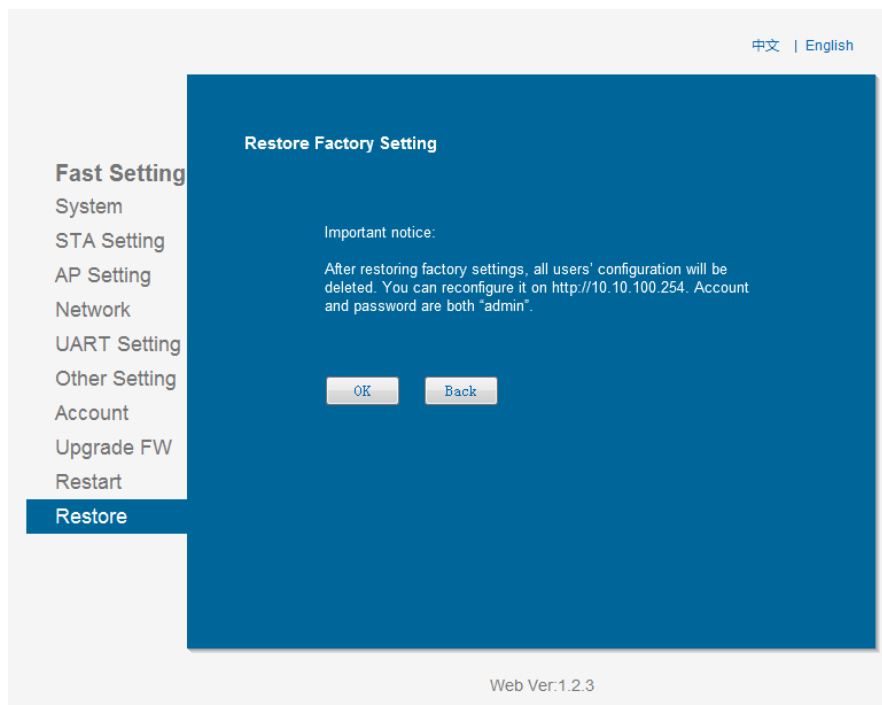 中文 | English
Restore Factory Setting
Fast Setting
System
STA Setting
AP Setting
Network
UART Setting
Other Setting
Account
Upgrade FW
Restart
Restore
Important notice:
After restoring factory settings, all users’ configuration will be
deleted. You can reconfigure it on http://10.10.100.254. Account
and password are both “admin”.
OK Back
Web Ver:1.2.3